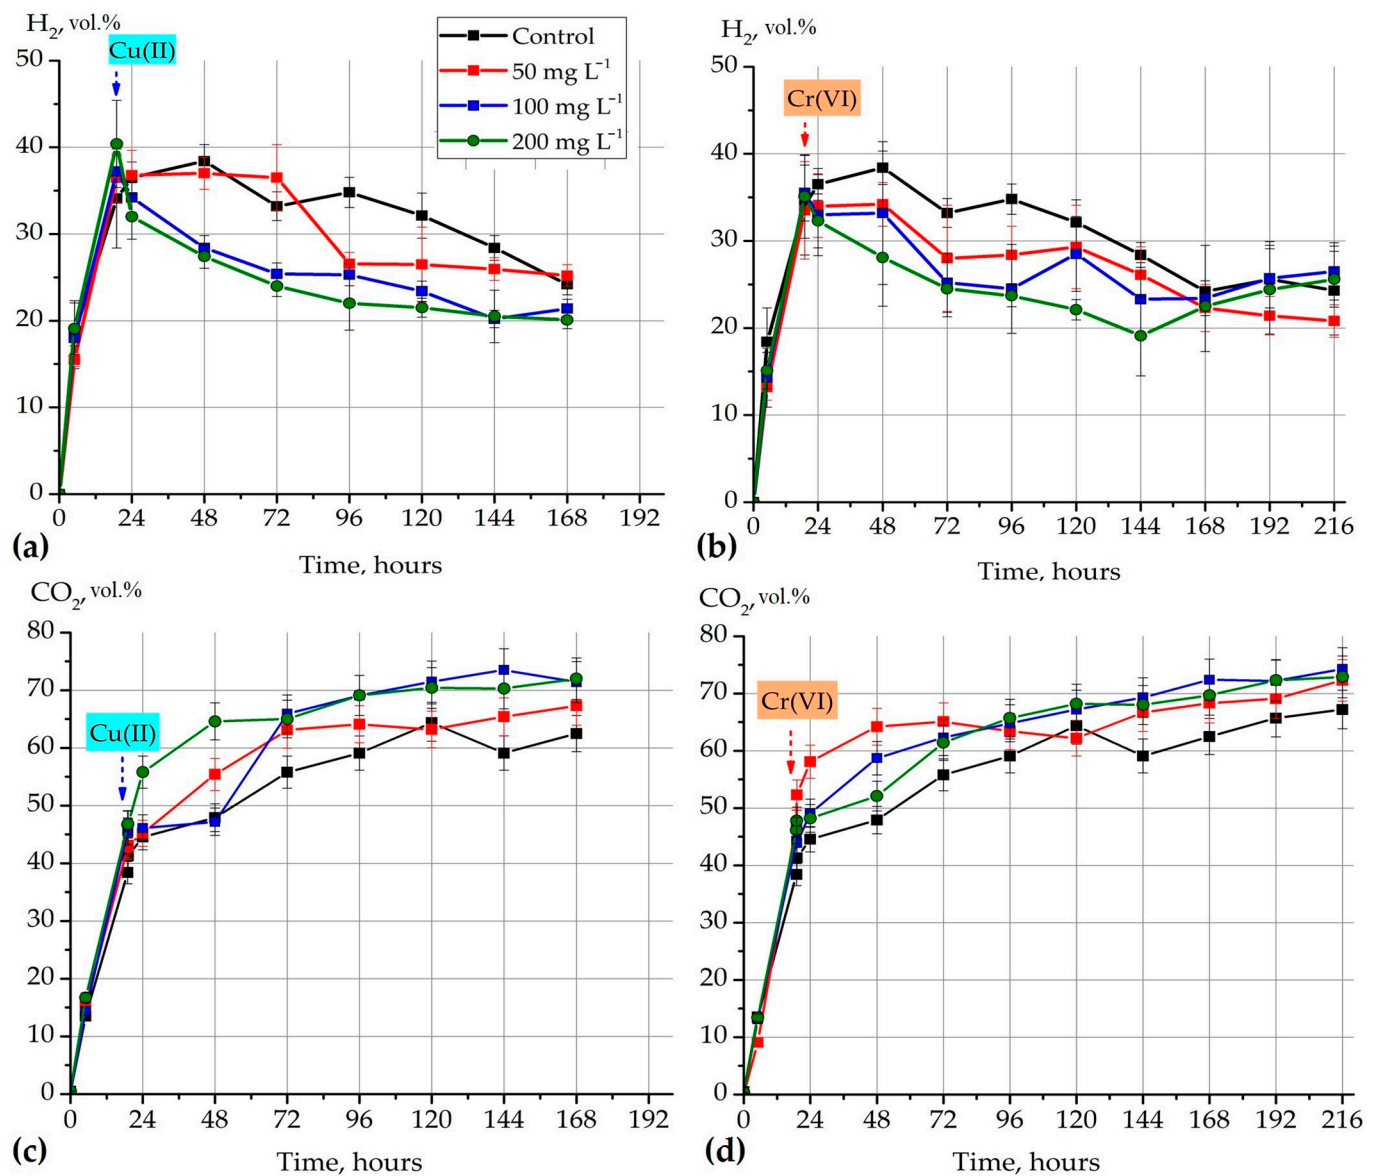 H2, vol.%
Cu(II)
Control
50 mg L−1
100 mg L−1
200 mg L−1
50
40
30
20
10
0
0 24 48 72 96 120 144 168 192
(a)
Time, hours
H2, vol.%
Cr(VI)
50
40
30
20
10
0
0 24 48 72 96 120 144 168 192 216
(b)
Time, hours
CO2, vol.%
Cu(II)
80
70
60
50
40
30
20
10
0
0 24 48 72 96 120 144 168 192
(c)
Time, hours
CO2, vol.%
Cr(VI)
80
70
60
50
40
30
20
10
0
0 24 48 72 96 120 144 168 192 216
(d)
Time, hours